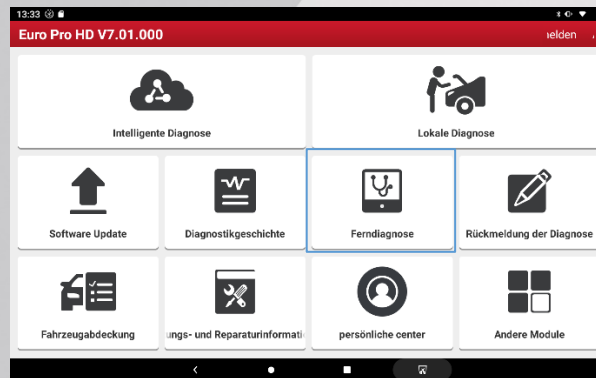 13:33
Euro Pro HD V7.01.000
elden
Intelligente Diagnose
Lokale Diagnose
Software Update
Diagnostikgeschichte
Ferndiagnose
Rückmeldung der Diagnose
Fahrzeugabdeckung
ungs- und Reparaturinformati
persönliche center
Andere Module